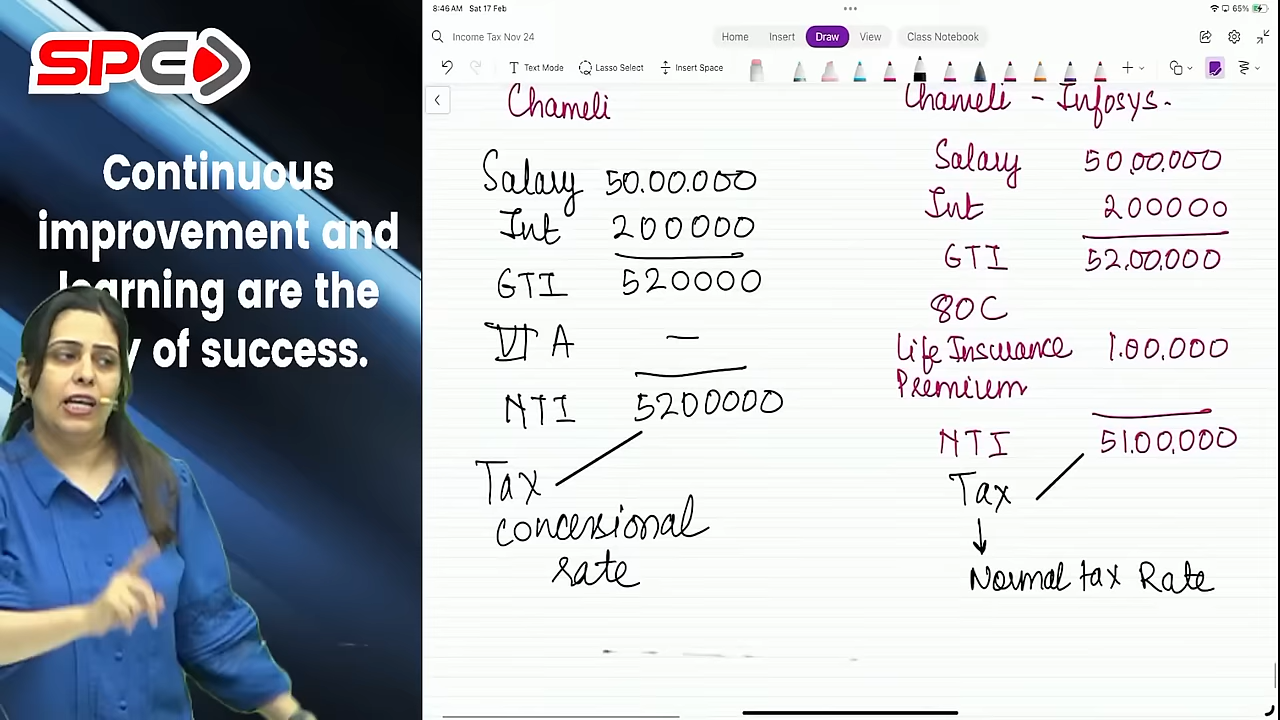 8:46 AM Sat 17 Feb
65%
Income Tax Nov 24
Home Insert Draw View Class Notebook
Text Mode Lasso Select Insert Space
SPC
Continuous
improvement and
learning are the
y of success.
Chameli
Salary 50.00.000
Int 200000
GTI 520000
VI A —
NTI 5200000
Tax
concessional
rate
Chameli - Infosys.
Salary 50,00,000
Int 200000
GTI 52.00.000
80C
Life Insurance 1.00,000
Premium
NTI 51.00,000
Tax
Normal tax Rate